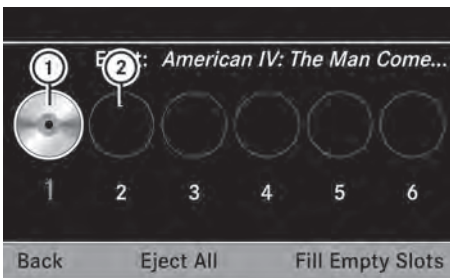 ① ②
Eject: American IV: The Man Come...
1 2 3 4 5 6
Back Eject All Fill Empty Slots